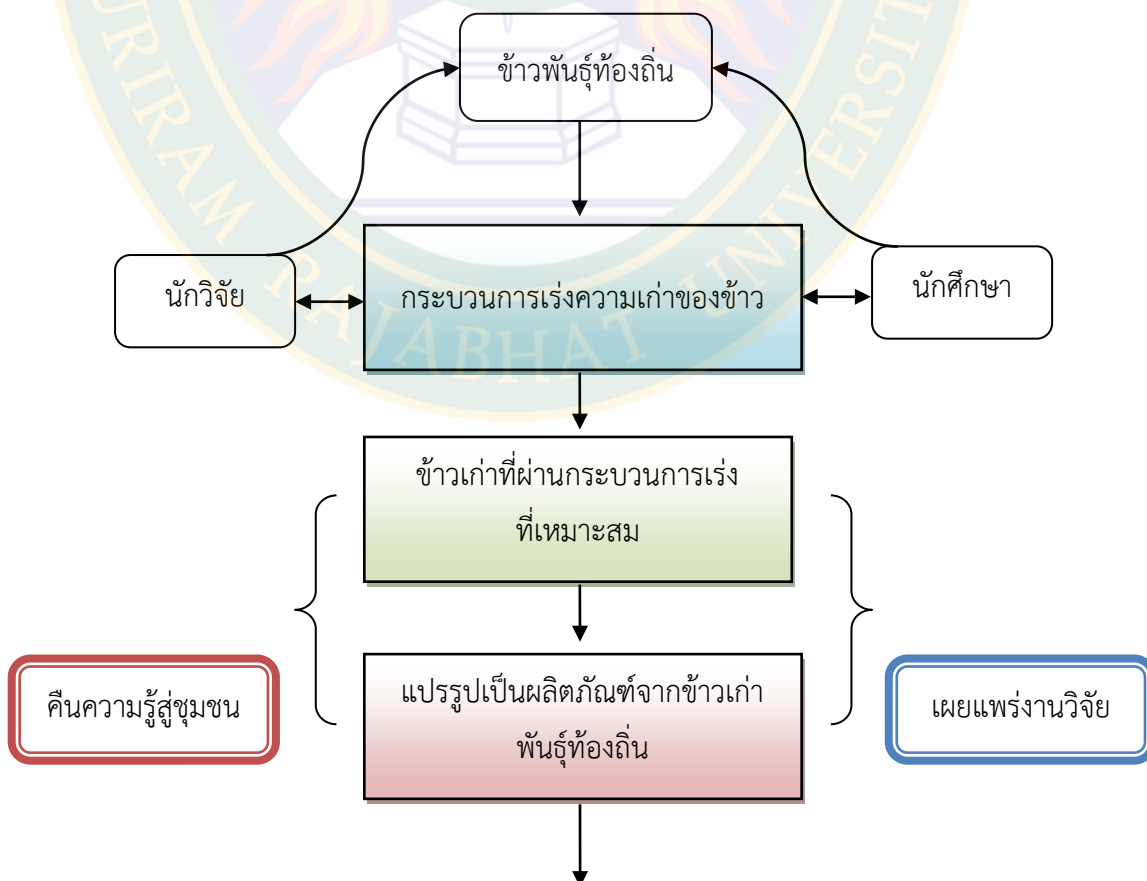 ข้าวพันธุ์ท้องถิ่น
นักวิจัย
กระบวนการเร่งความเก่าของข้าว
นักศึกษา
ข้าวเก่าที่ผ่านกระบวนการเร่ง
ที่เหมาะสม
คืนความรู้สู่ชุมชน
แปรรูปเป็นผลิตภัณฑ์จากข้าวเก่า
พันธุ์ท้องถิ่น
เผยแพร่งานวิจัย
URIRAM RAJABHAT UNIVERSIT